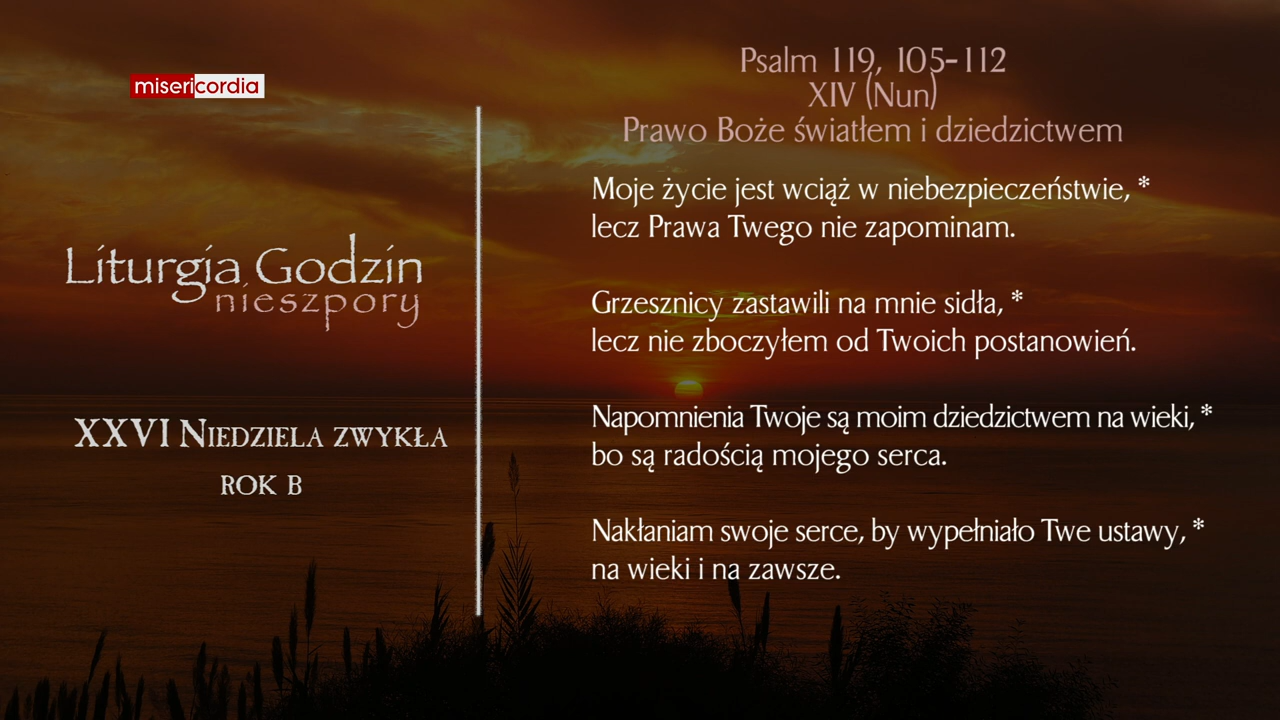 misericordia
Liturgia Godzin
nieszpory
XXVI Niedziela zwykła
rok B
Psalm 119, 105-112
XIV (Nun)
Prawo Boże światłem i dziedzictwem
Moje życie jest wciąż w niebezpieczeństwie, *
lecz Prawa Twego nie zapominam.
Grzesznicy zastawili na mnie sidła, *
lecz nie zboczyłem od Twoich postanowień.
Napomnienia Twoje są moim dziedzictwem na wieki, *
bo są radością mojego serca.
Nakłaniam swoje serce, by wypełniało Twe ustawy, *
na wieki i na zawsze.